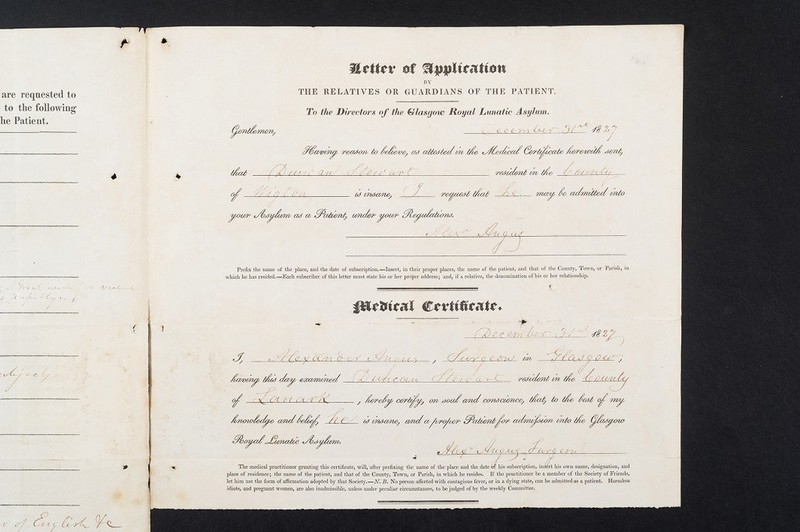 are requested to
to the following
he Patient.
of English &c
Letter of Application
BY
THE RELATIVES OR GUARDIANS OF THE PATIENT.
To the Directors of the Glasgow Royal Lunatic Asylum.
Gentlemen, December 31st 1827
Having reason to believe, as attested in the Medical Certificate herewith sent,
that Duncan Stewart resident in the County
of Wigton is insane, I request that he may be admitted into
your Asylum as a Patient, under your Regulations.
Alexr Angus
Prefix the name of the place, and the date of subscription.—Insert, in their proper places, the name of the patient, and that of the County, Town, or Parish, in
which he has resided.—Each subscriber of this letter must state his or her proper address; and, if a relative, the denomination of his or her relationship.
Medical Certificate.
December 31st 1827
I, Alexander Angus, Surgeon in Glasgow;
having this day examined Duncan Stewart resident in the County
of Lanark, hereby certify, on soul and conscience, that, to the best of my
knowledge and belief, he is insane, and a proper Patient for admission into the Glasgow
Royal Lunatic Asylum.
Alexr Angus Surgeon
The medical practitioner granting this certificate, will, after prefixing the name of the place and the date of his subscription, insert his own name, designation, and
place of residence; the name of the patient, and that of the County, Town, or Parish, in which he resides. If the practitioner be a member of the Society of Friends,
let him use the form of affirmation adopted by that Society.—N. B. No person affected with contagious fever, or in a dying state, can be admitted as a patient. Harmless
idiots, and pregnant women, are also inadmissible, unless under peculiar circumstances, to be judged of by the weekly Committee.